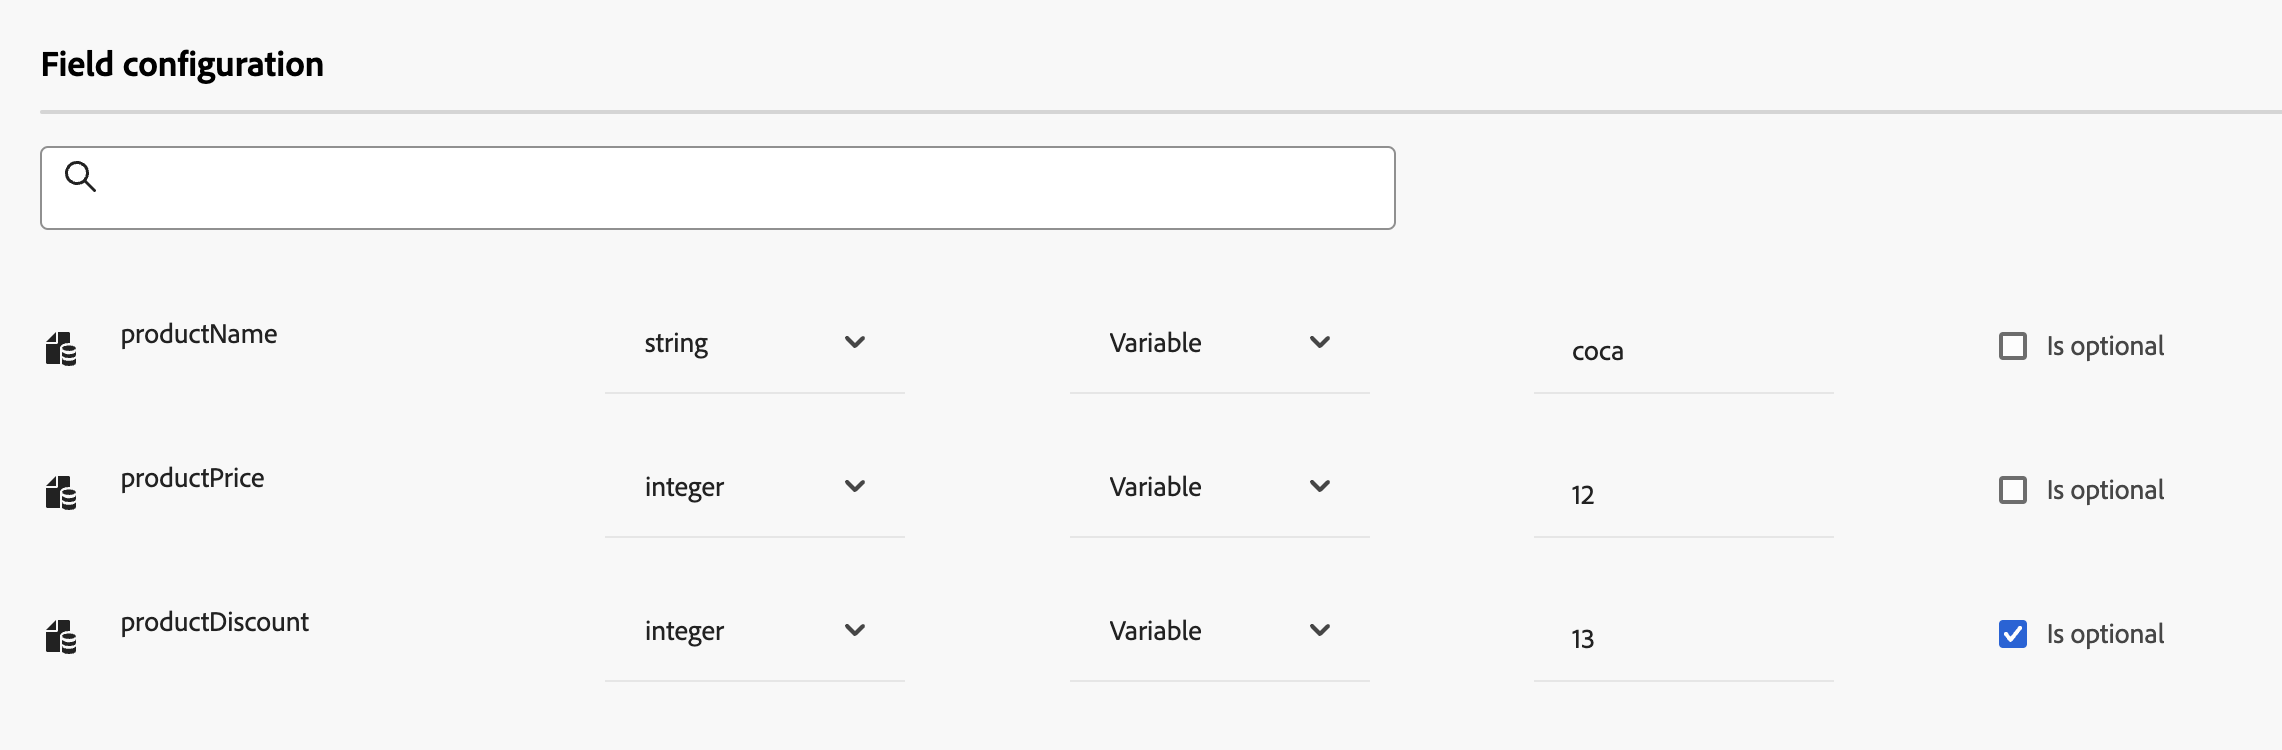 Field configuration
productName string Variable coca Is optional
productPrice integer Variable 12 Is optional
productDiscount integer Variable 13 Is optional